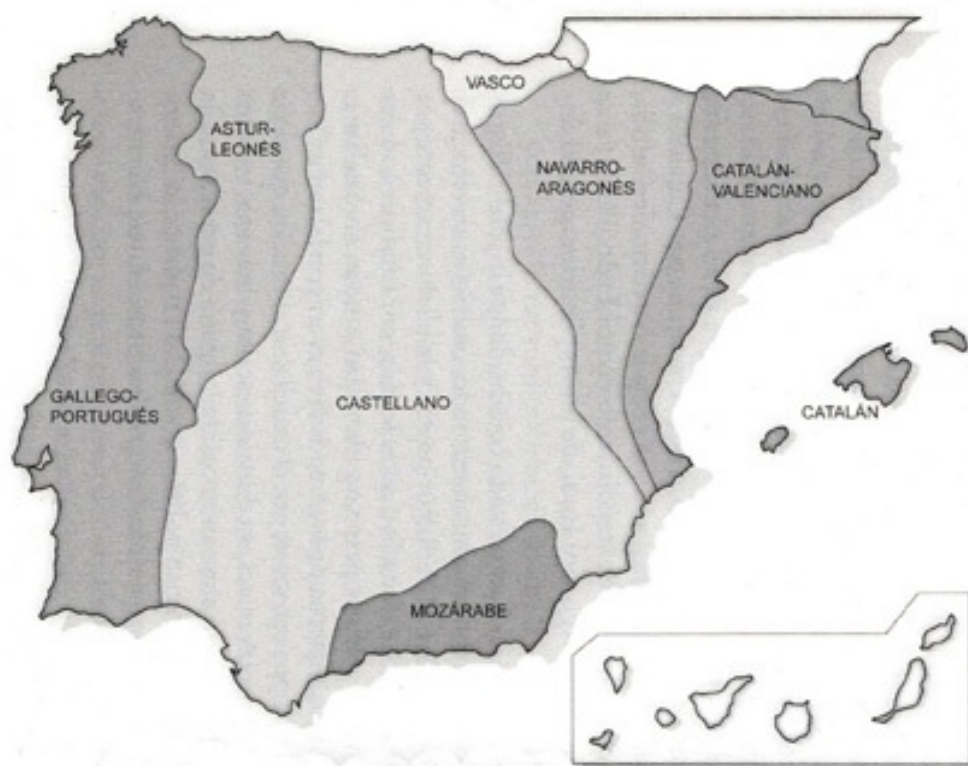 VASCO
ASTUR-
LEONÉS
NAVARRO-
ARAGONÉS
CATALÁN-
VALENCIANO
GALLEGO-
PORTUGUÉS
CASTELLANO
CATALÁN
MOZÁRABE